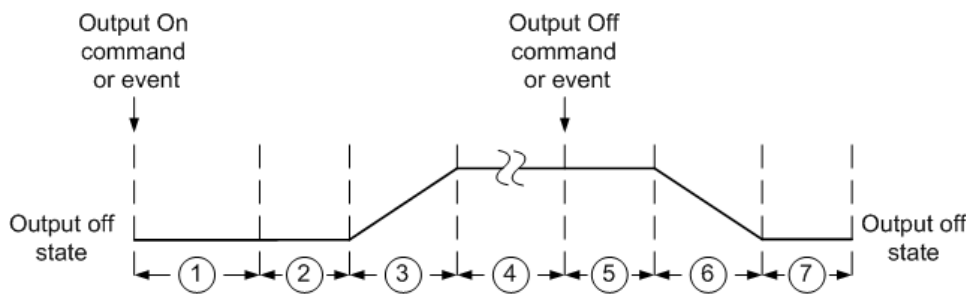 Output On
command
or event
Output Off
command
or event
Output off
state
Output off
state
1 2 3 4 5 6 7